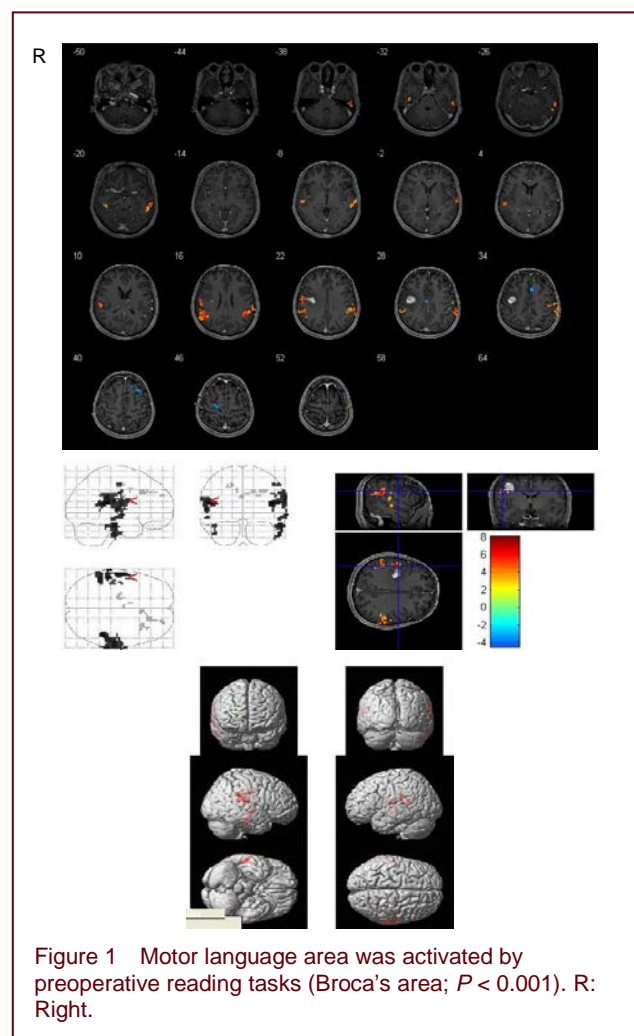 R
-50 -44 -38 -32 -26
-20 -14 -8 -2 4
10 16 22 28 34
40 46 52 58 64
8
6
4
2
0
-2
-4
Figure 1 Motor language area was activated by
preoperative reading tasks (Broca's area; P < 0.001). R:
Right.